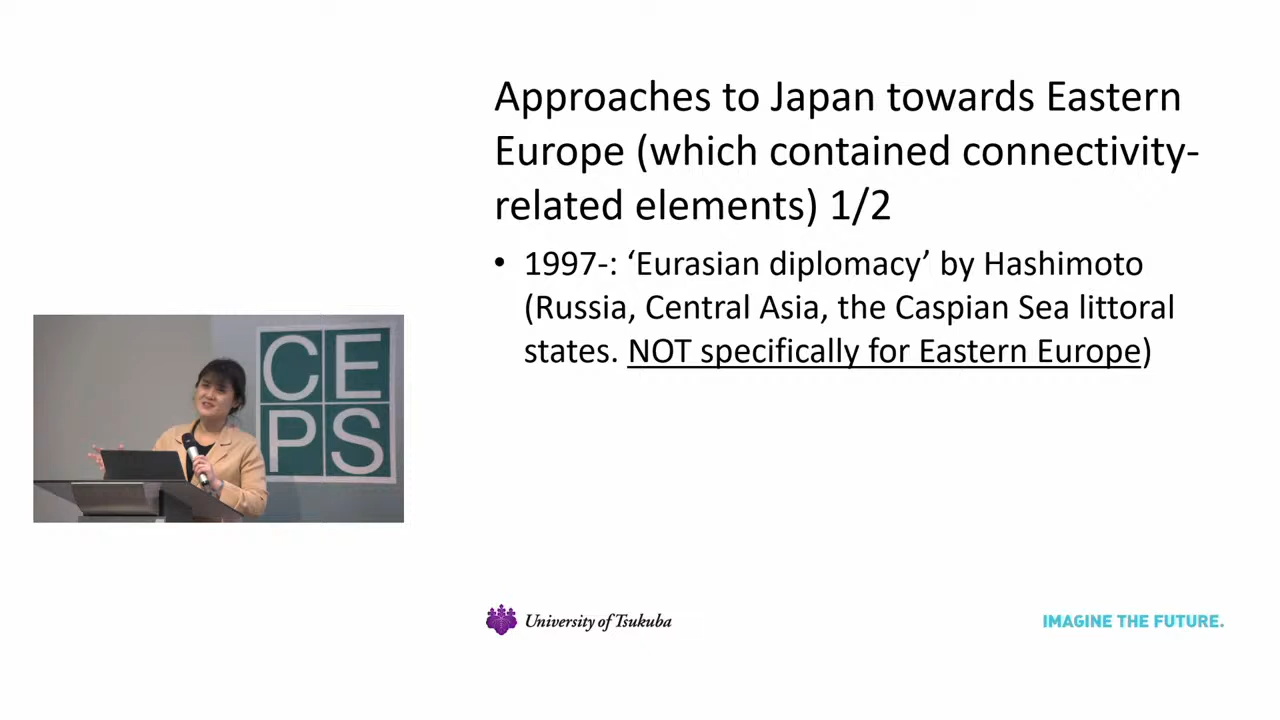 Approaches to Japan towards Eastern
Europe (which contained connectivity-
related elements) 1/2
• 1997-: ‘Eurasian diplomacy’ by Hashimoto
(Russia, Central Asia, the Caspian Sea littoral
states. NOT specifically for Eastern Europe)
CE
PS
University of Tsukuba
IMAGINE THE FUTURE.